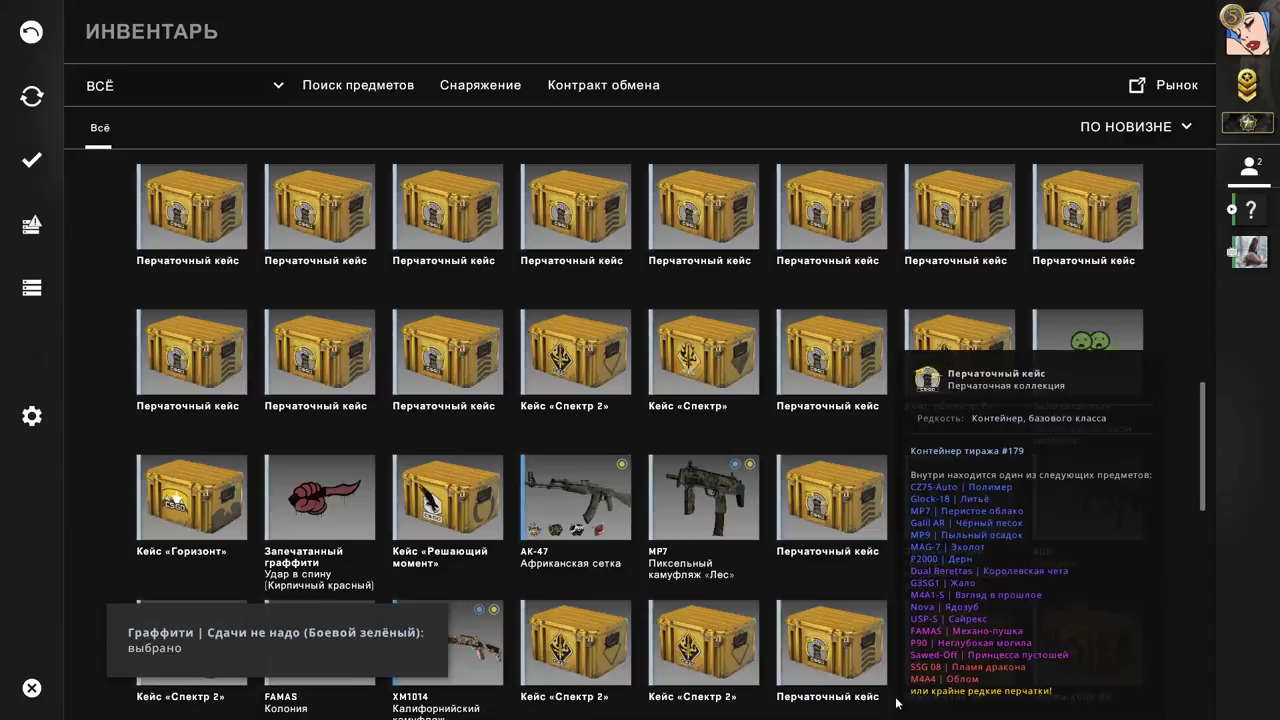 ИНВЕНТАРЬ
ВСЁ
Поиск предметов
Снаряжение
Контракт обмена
Рынок
Всё
ПО НОВИЗНЕ
Перчаточный кейс
Перчаточный кейс
Перчаточный кейс
Перчаточный кейс
Перчаточный кейс
Перчаточный кейс
Перчаточный кейс
Перчаточный кейс
Перчаточный кейс
Перчаточный кейс
Перчаточный кейс
Кейс «Спектр 2»
Кейс «Спектр»
Перчаточный кейс
Кейс «Горизонт»
Запечатанный
граффити
Удар в спину
(Кирпичный красный)
Кейс «Решающий
момент»
AK-47
Африканская сетка
MP7
Пиксельный
камуфляж «Лес»
Перчаточный кейс
Кейс «Спектр 2»
FAMAS
Колония
XM1014
Калифорнийский
камуфляж
Кейс «Спектр 2»
Кейс «Спектр 2»
Перчаточный кейс
Граффити | Сдачи не надо (Боевой зелёный):
выбрано
Перчаточный кейс
Перчаточная коллекция
Редкость: Контейнер, базового класса
Контейнер тиража #179
Внутри находится один из следующих предметов:
CZ75-Auto | Полимер
Glock-18 | Литьё
MP7 | Перистое облако
Galil AR | Чёрный песок
MP9 | Пыльный осадок
MAG-7 | Эхолот
P2000 | Дерн
Dual Berettas | Королевская чета
G3SG1 | Жало
M4A1-S | Взгляд в прошлое
Nova | Ядозуб
USP-S | Сайрекс
FAMAS | Механо-пушка
P90 | Неглубокая могила
Sawed-Off | Принцесса пустошей
SSG 08 | Пламя дракона
M4A4 | Облом
или крайне редкие перчатки!
2
5